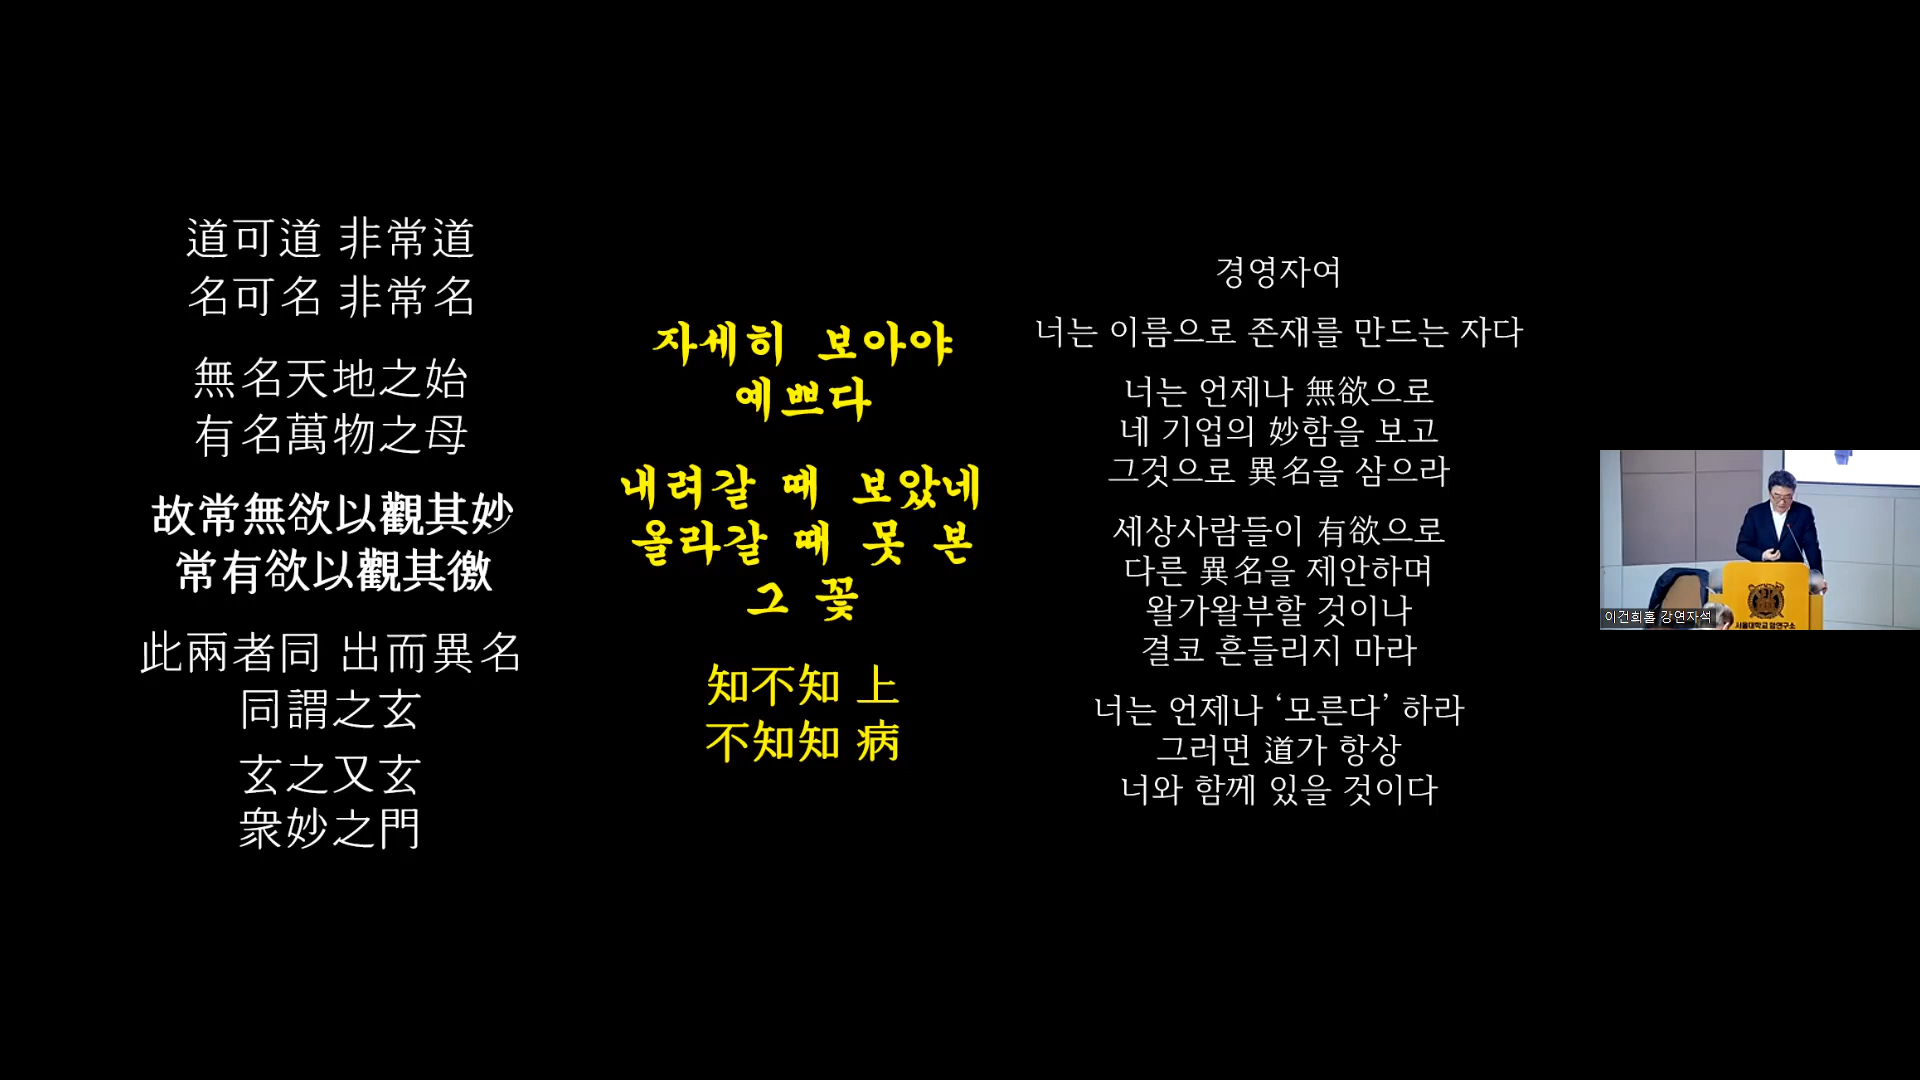 道可道 非常道
名可名 非常名
無名天地之始
有名萬物之母
故常無欲以觀其妙
常有欲以觀其徼
此兩者同 出而異名
同謂之玄
玄之又玄
衆妙之門
자세히 보아야
예쁘다
내려갈 때 보았네
올라갈 때 못 본
그 꽃
知不知 上
不知知 病
경영자여
너는 이름으로 존재를 만드는 자다
너는 언제나 無欲으로
네 기업의 妙함을 보고
그것으로 異名을 삼으라
세상사람들이 有欲으로
다른 異名을 제안하며
왈가왈부할 것이나
결코 흔들리지 마라
너는 언제나 ‘모른다’ 하라
그러면 道가 항상
너와 함께 있을 것이다
이건희홀 강연자석
서울대학교 암연구소